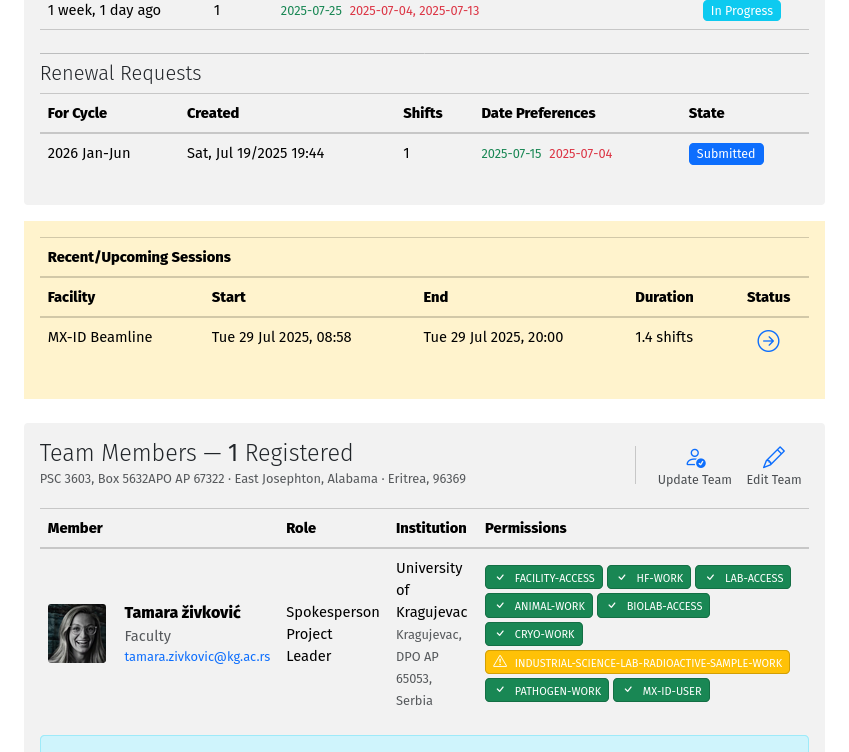 1 week, 1 day ago 1 2025-07-25 2025-07-04, 2025-07-13 In Progress
Renewal Requests
For Cycle Created Shifts Date Preferences State
2026 Jan-Jun Sat, Jul 19/2025 19:44 1 2025-07-15 2025-07-04 Submitted
Recent/Upcoming Sessions
Facility Start End Duration Status
MX-ID Beamline Tue 29 Jul 2025, 08:58 Tue 29 Jul 2025, 20:00 1.4 shifts
Team Members — 1 Registered
PSC 3603, Box 5632APO AP 67322 · East Josephton, Alabama · Eritrea, 96369
Update Team Edit Team
Member Role Institution Permissions
Tamara živković
Faculty
tamara.zivkovic@kg.ac.rs
Spokesperson
Project
Leader
University
of
Kragujevac
Kragujevac,
DPO AP
65053,
Serbia
FACILITY-ACCESS HF-WORK LAB-ACCESS
ANIMAL-WORK BIOLAB-ACCESS
CRYO-WORK
INDUSTRIAL-SCIENCE-LAB-RADIOACTIVE-SAMPLE-WORK
PATHOGEN-WORK MX-ID-USER